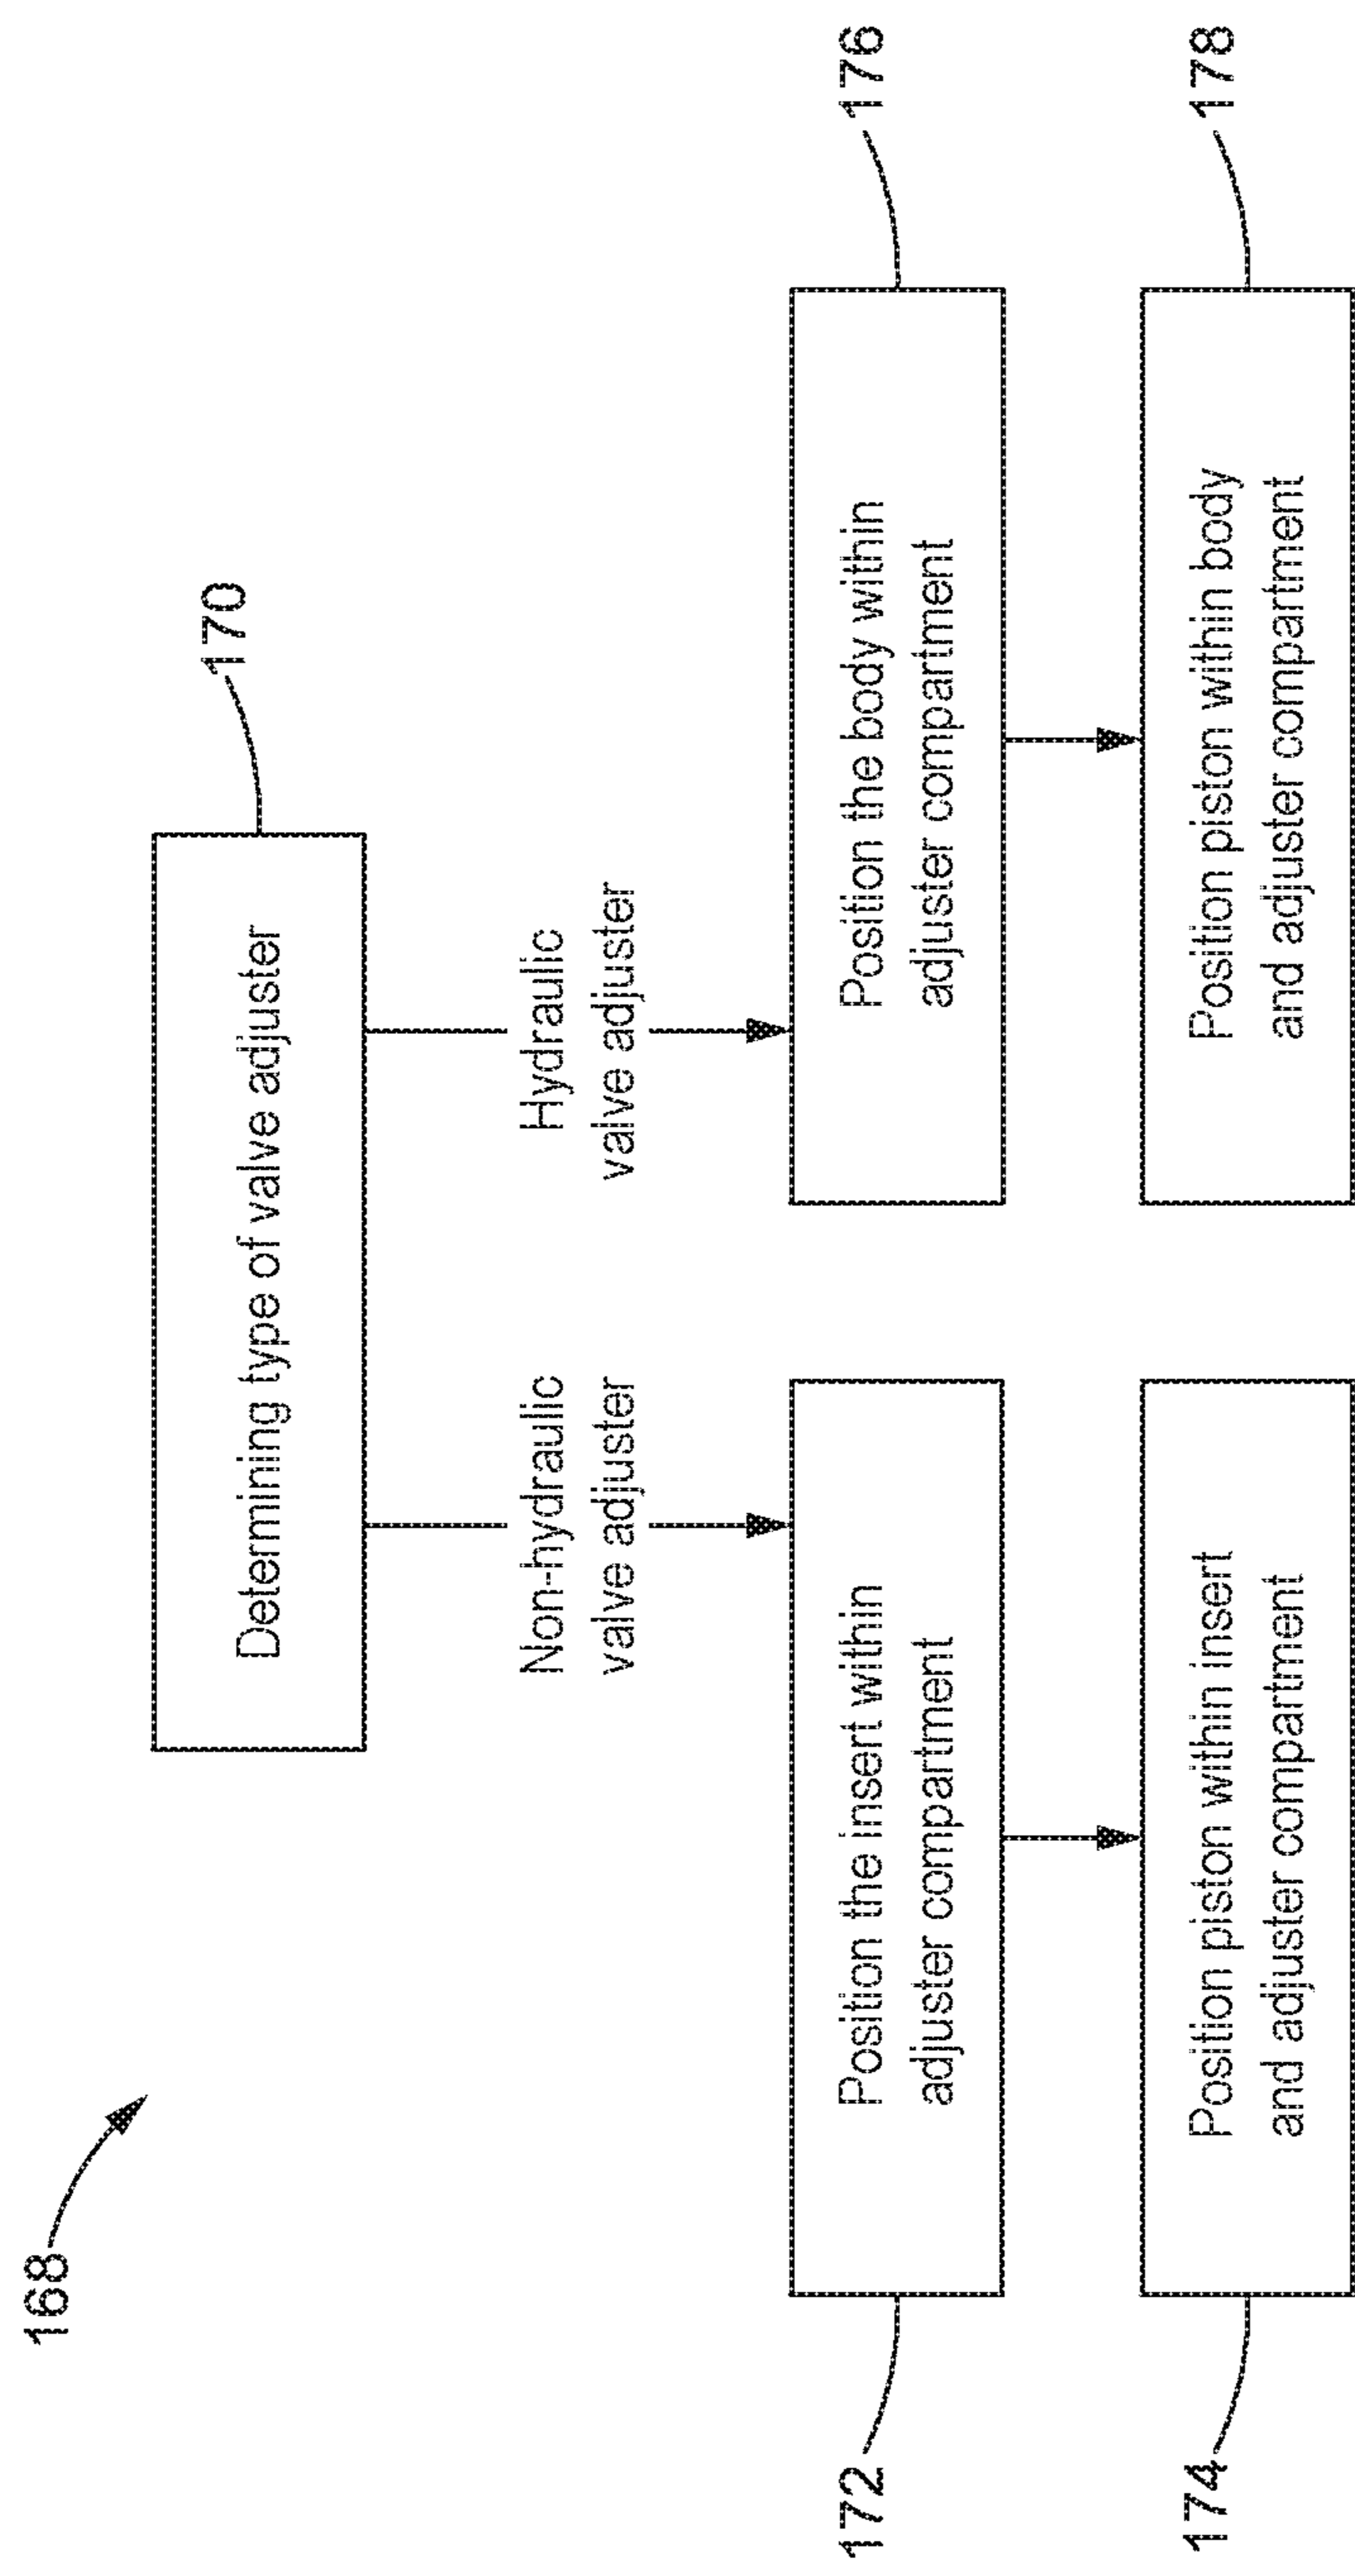 168
170
Determining type of valve adjuster
Non-hydraulic
valve adjuster
Hydraulic
valve adjuster
172
Position the insert within
adjuster compartment
Position the body within
adjuster compartment
176
174
Position piston within insert
and adjuster compartment
Position piston within body
and adjuster compartment
178